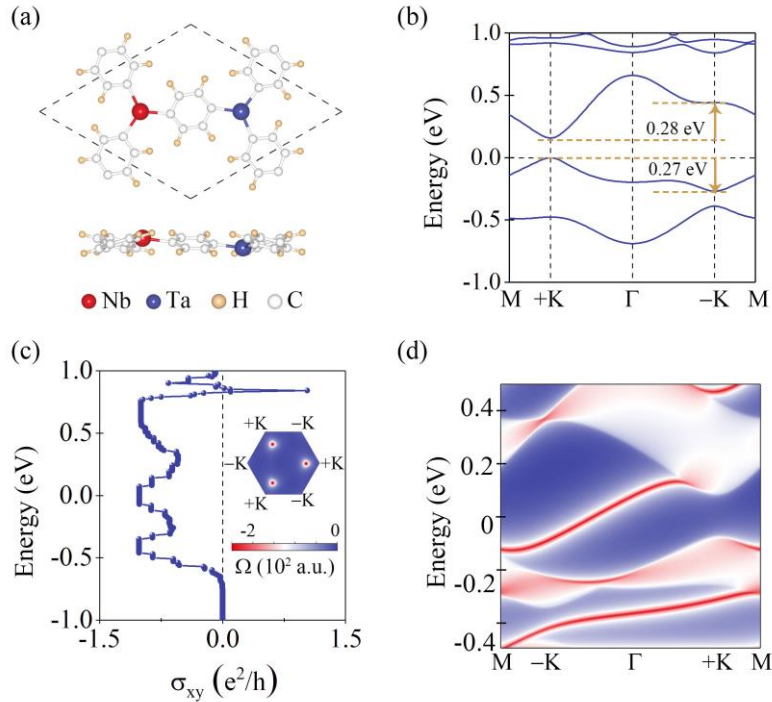 (a)
Nb Ta H C
(b)
Energy (eV)
1.0
0.5
0.0
-0.5
-1.0
0.28 eV
0.27 eV
M +K Γ −K M
(c)
Energy (eV)
1.0
0.5
0.0
-0.5
-1.0
+K −K
−K +K
+K −K
-2 0
Ω (10² a.u.)
-1.5 0.0 1.5
σxy (e²/h)
(d)
Energy (eV)
0.4
0.2
0
-0.2
-0.4
M −K Γ +K M